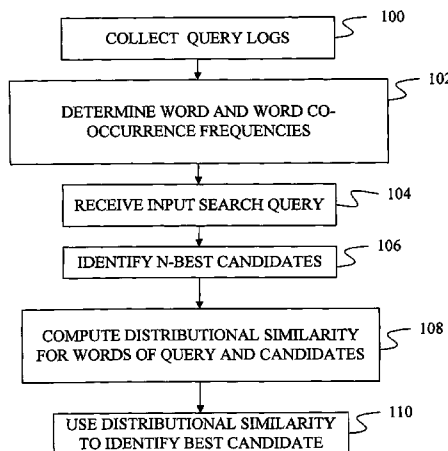 100
COLLECT QUERY LOGS
102
DETERMINE WORD AND WORD CO-
OCCURRENCE FREQUENCIES
104
RECEIVE INPUT SEARCH QUERY
106
IDENTIFY N-BEST CANDIDATES
108
COMPUTE DISTRIBUTIONAL SIMILARITY
FOR WORDS OF QUERY AND CANDIDATES
110
USE DISTRIBUTIONAL SIMILARITY
TO IDENTIFY BEST CANDIDATE